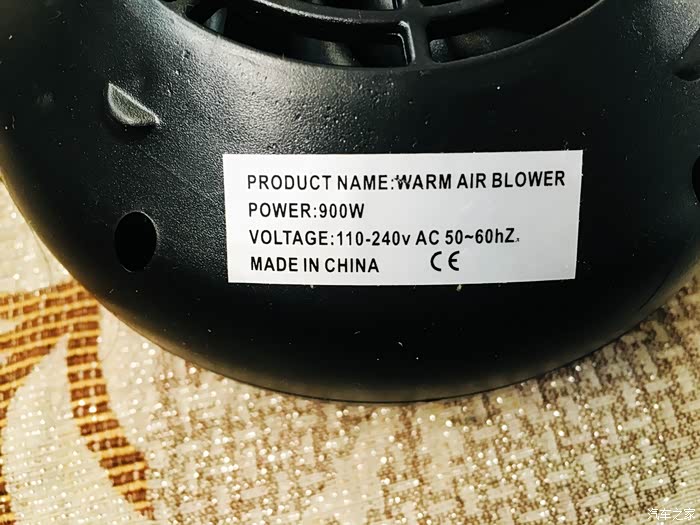 PRODUCT NAME:WARM AIR BLOWER
POWER:900W
VOLTAGE:110-240v AC 50~60hZ.
MADE IN CHINA CE
汽车之家